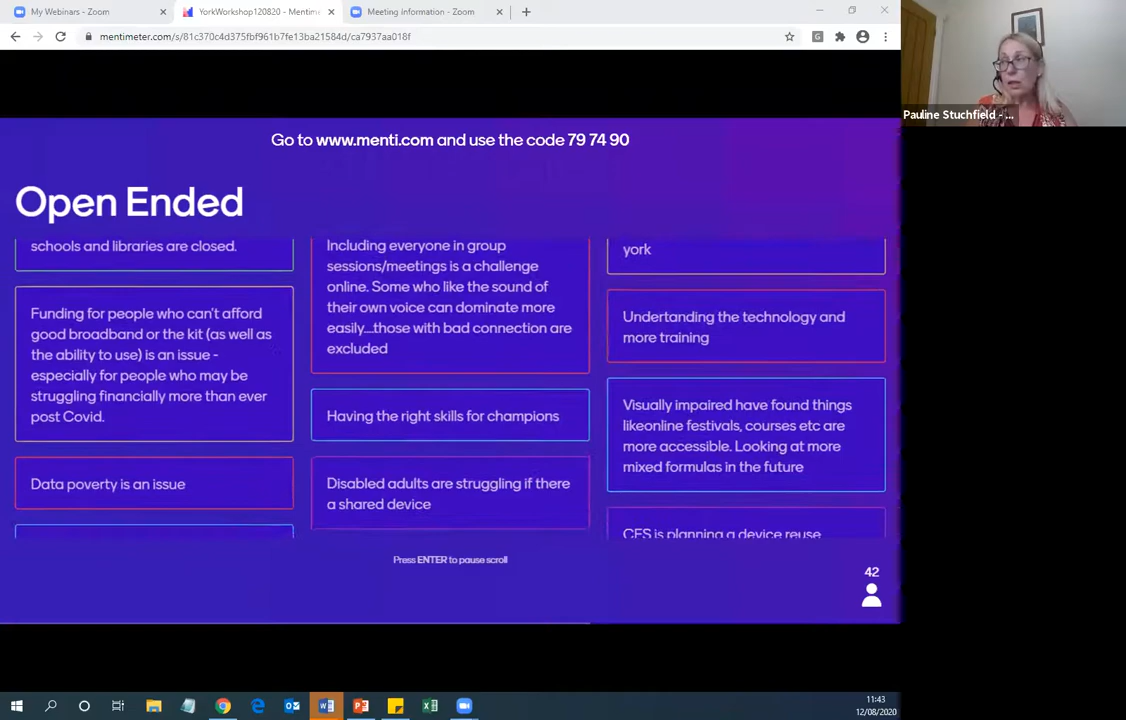 My Webinars - Zoom
YorkWorkshop120820 - Mentim
Meeting information - Zoom
mentimeter.com/s/81c370c4d375fbf961b7fe13ba21584d/ca7937aa018f
Pauline Stuchfield - ...
Go to www.menti.com and use the code 79 74 90
Open Ended
schools and libraries are closed.
Funding for people who can't afford
good broadband or the kit (as well as
the ability to use) is an issue -
especially for people who may be
struggling financially more than ever
post Covid.
Data poverty is an issue
Including everyone in group
sessions/meetings is a challenge
online. Some who like the sound of
their own voice can dominate more
easily...those with bad connection are
excluded
Having the right skills for champions
Disabled adults are struggling if there
a shared device
york
Undertanding the technology and
more training
Visually impaired have found things
likeonline festivals, courses etc are
more accessible. Looking at more
mixed formulas in the future
CFS is planning a device reuse
Press ENTER to pause scroll
42
11:43
12/08/2020